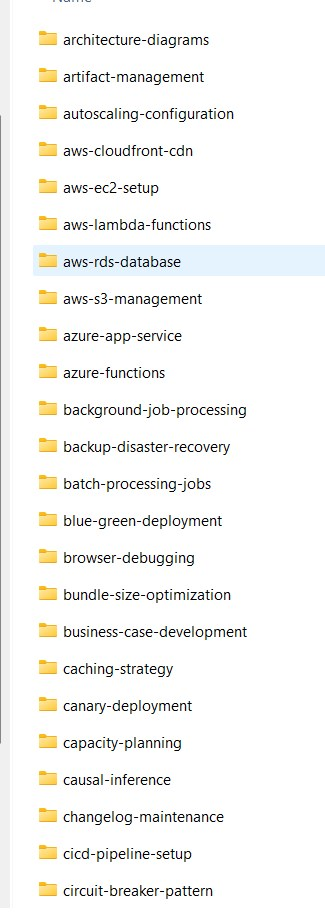 Name
architecture-diagrams
artifact-management
autoscaling-configuration
aws-cloudfront-cdn
aws-ec2-setup
aws-lambda-functions
aws-rds-database
aws-s3-management
azure-app-service
azure-functions
background-job-processing
backup-disaster-recovery
batch-processing-jobs
blue-green-deployment
browser-debugging
bundle-size-optimization
business-case-development
caching-strategy
canary-deployment
capacity-planning
causal-inference
changelog-maintenance
cicd-pipeline-setup
circuit-breaker-pattern